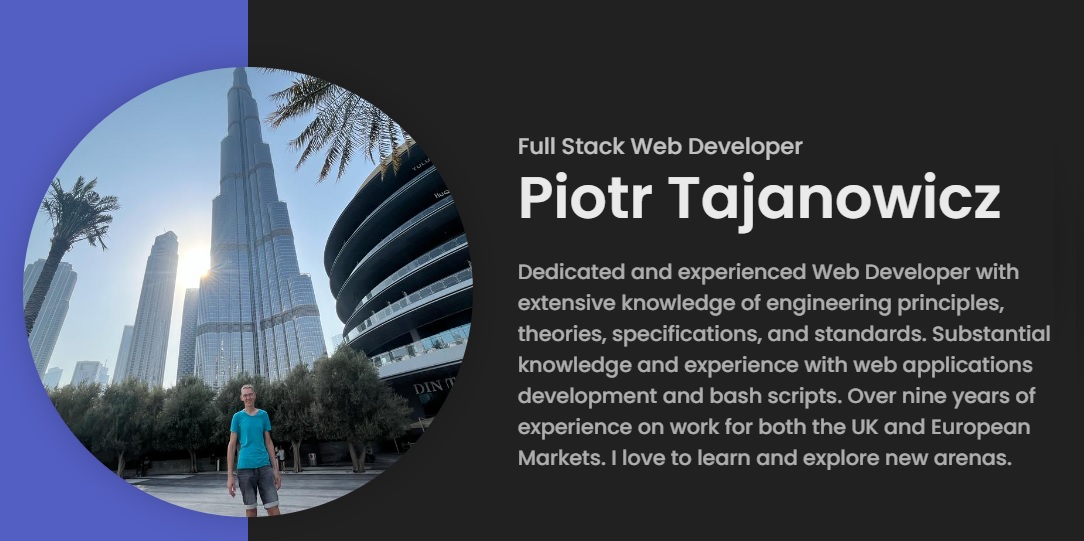 Full Stack Web Developer
Piotr Tajanowicz
Dedicated and experienced Web Developer with
extensive knowledge of engineering principles,
theories, specifications, and standards. Substantial
knowledge and experience with web applications
development and bash scripts. Over nine years of
experience on work for both the UK and European
Markets. I love to learn and explore new arenas.